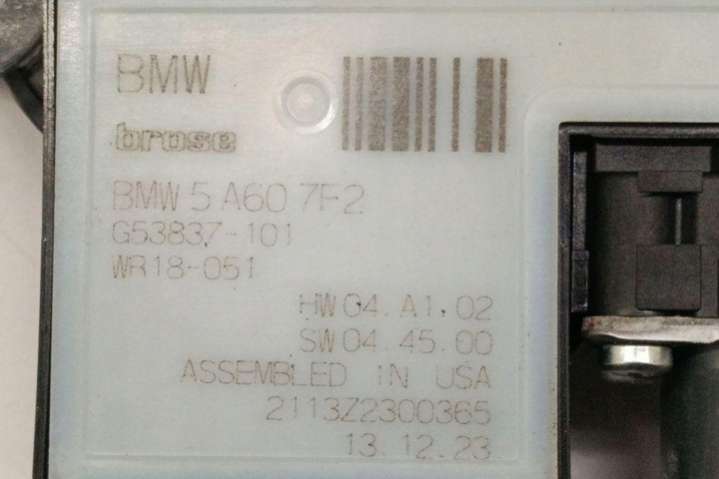 BMW
brose
BMW 5 A60 7F2
G53837-101
WR18-051
HW 04. A1. 02
SW 04. 45. 00
ASSEMBLED IN USA
2113Z2300365
13.12.23